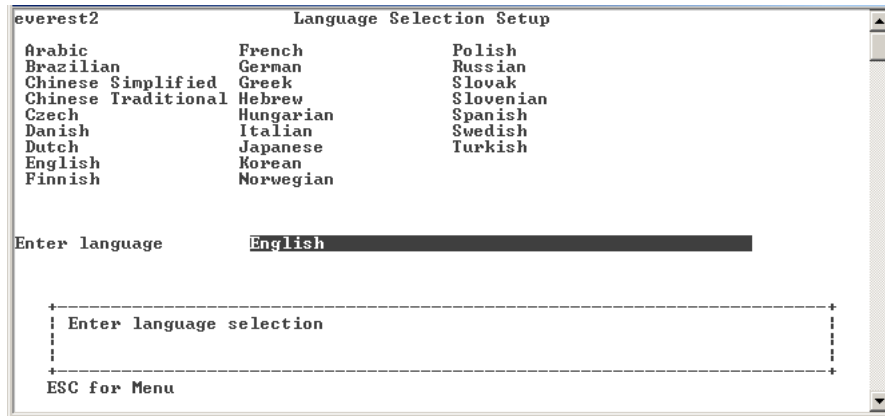 everest2 Language Selection Setup
Arabic French Polish
Brazilian German Russian
Chinese Simplified Greek Slovak
Chinese Traditional Hebrew Slovenian
Czech Hungarian Spanish
Danish Italian Swedish
Dutch Japanese Turkish
English Korean
Finnish Norwegian
Enter language English
Enter language selection
ESC for Menu